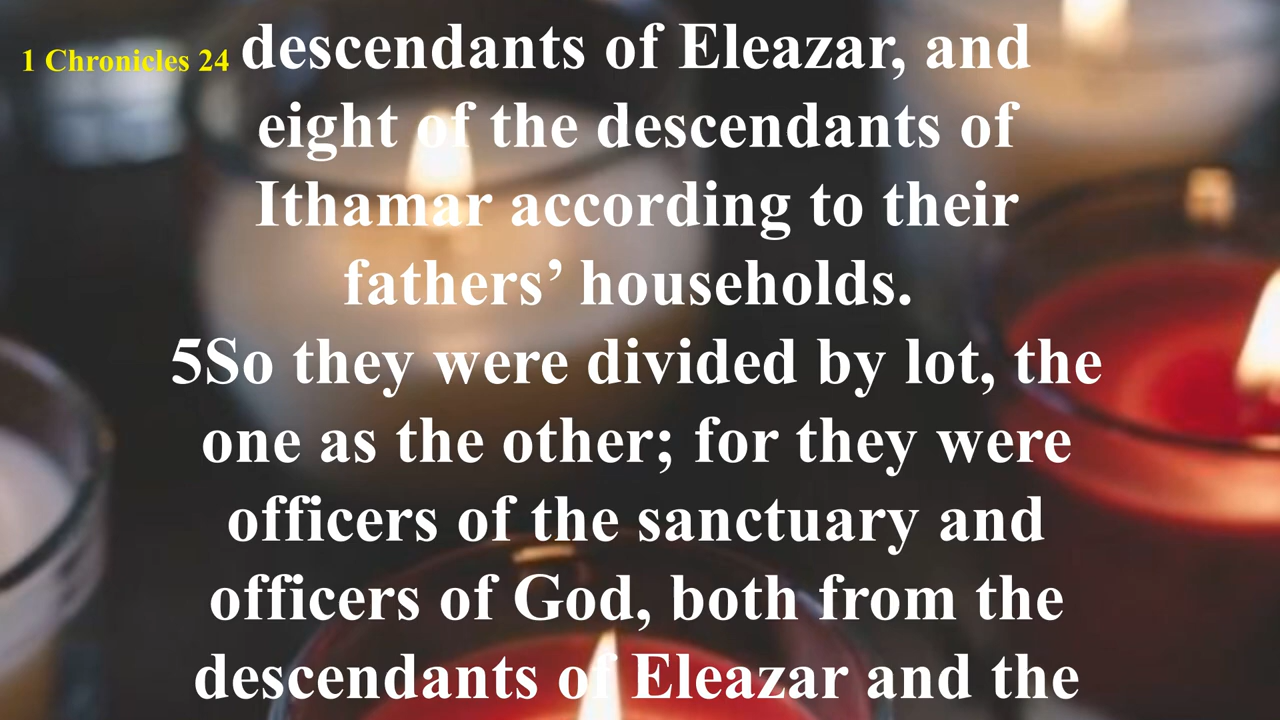 1 Chronicles 24
descendants of Eleazar, and
eight of the descendants of
Ithamar according to their
fathers’ households.
5So they were divided by lot, the
one as the other; for they were
officers of the sanctuary and
officers of God, both from the
descendants of Eleazar and the